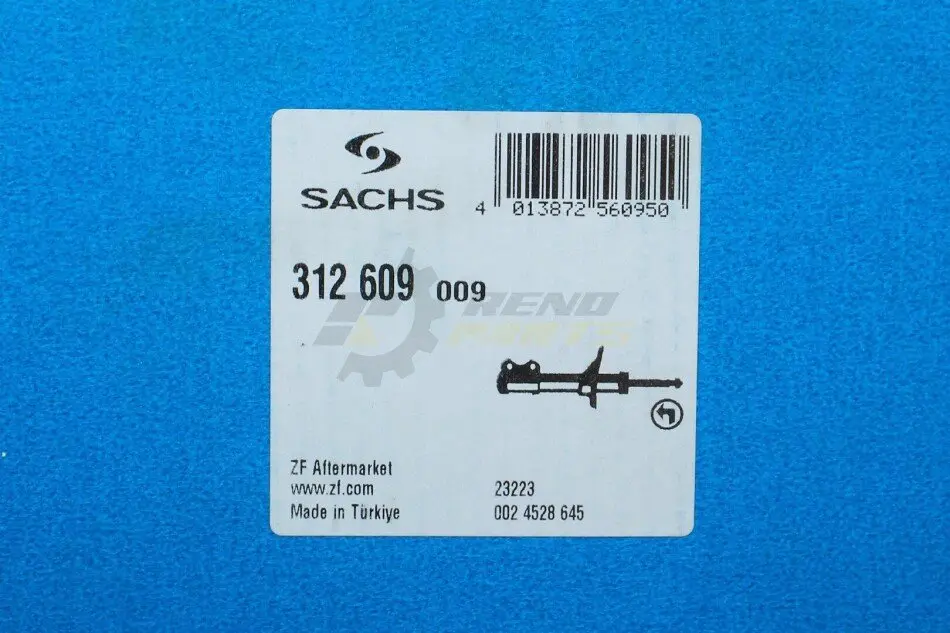 SACHS
4 013872 560950
312 609 009
RENO
PARTS
ZF Aftermarket
www.zf.com
Made in Türkiye
23223
002 4528 645